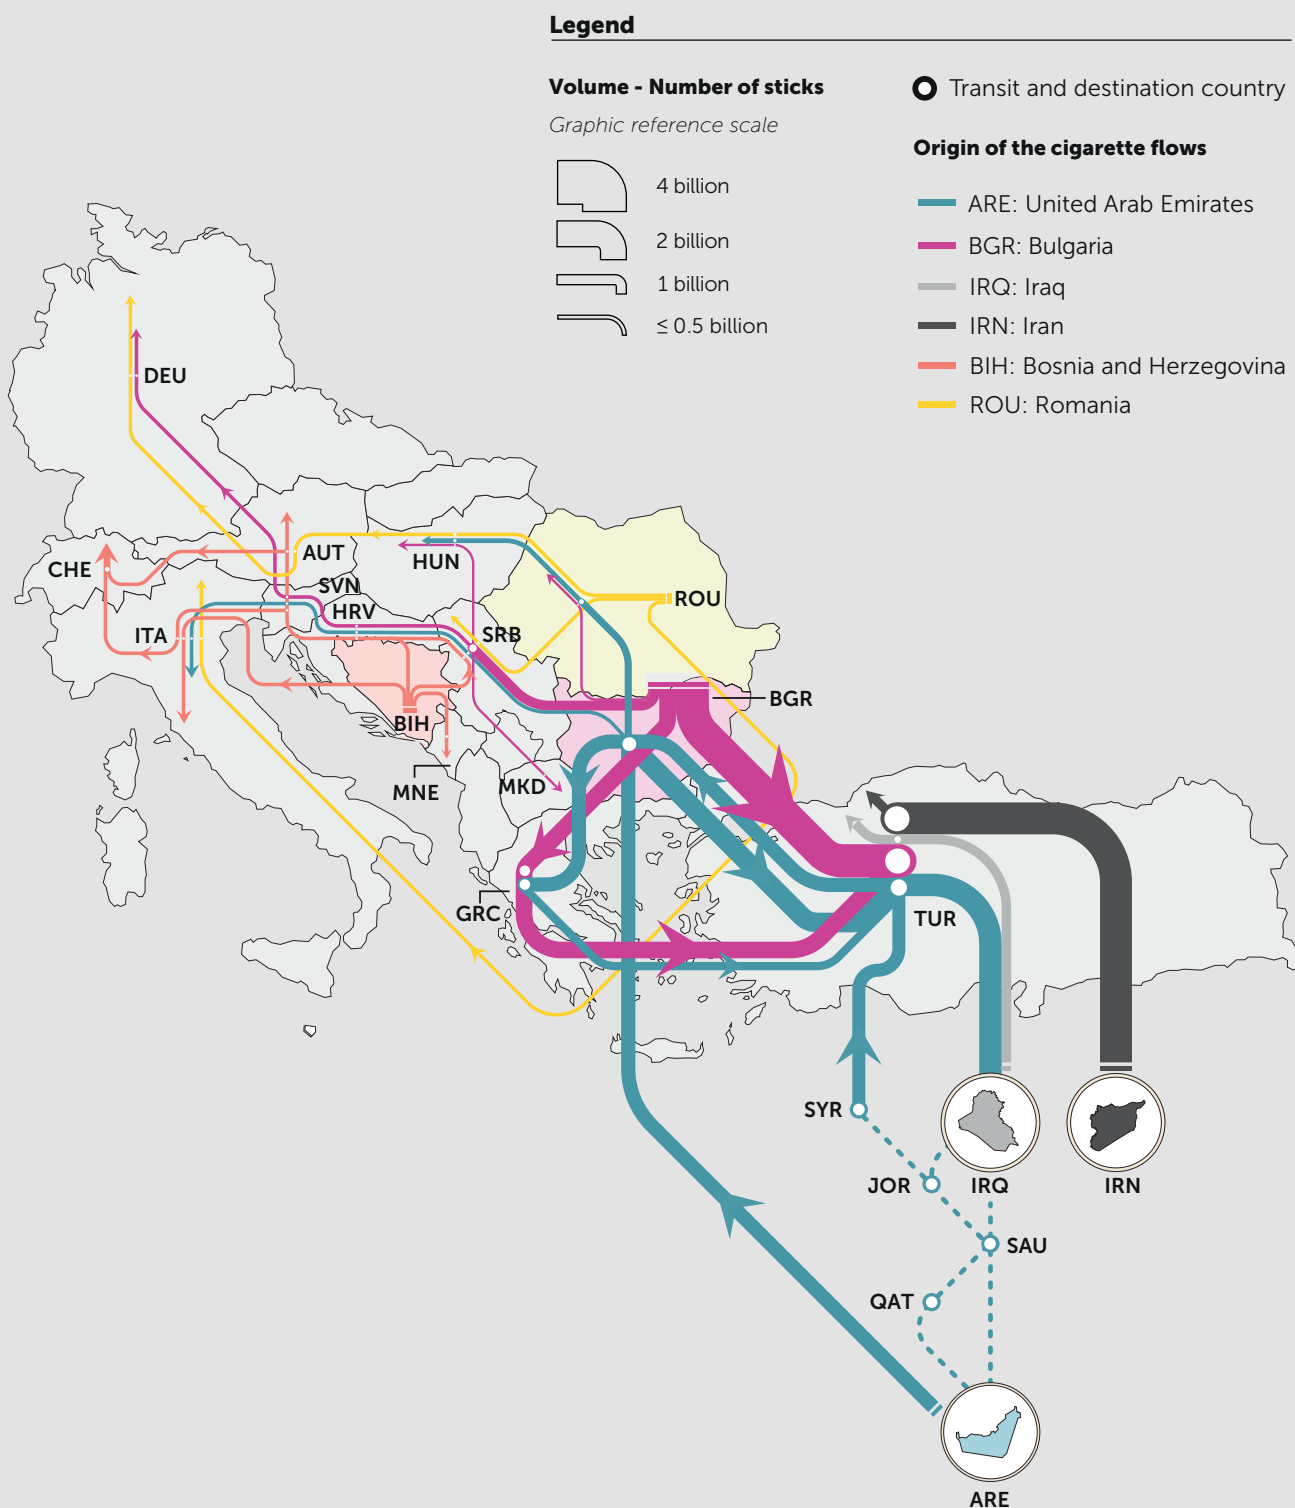 Legend
Volume - Number of sticks
Graphic reference scale
4 billion
2 billion
1 billion
≤ 0.5 billion
Transit and destination country
Origin of the cigarette flows
ARE: United Arab Emirates
BGR: Bulgaria
IRQ: Iraq
IRN: Iran
BIH: Bosnia and Herzegovina
ROU: Romania
DEU
CHE
AUT
HUN
SVN
HRV
ITA
SRB
ROU
BGR
BIH
MNE
MKD
GRC
TUR
SYR
JOR
IRQ
IRN
SAU
QAT
ARE